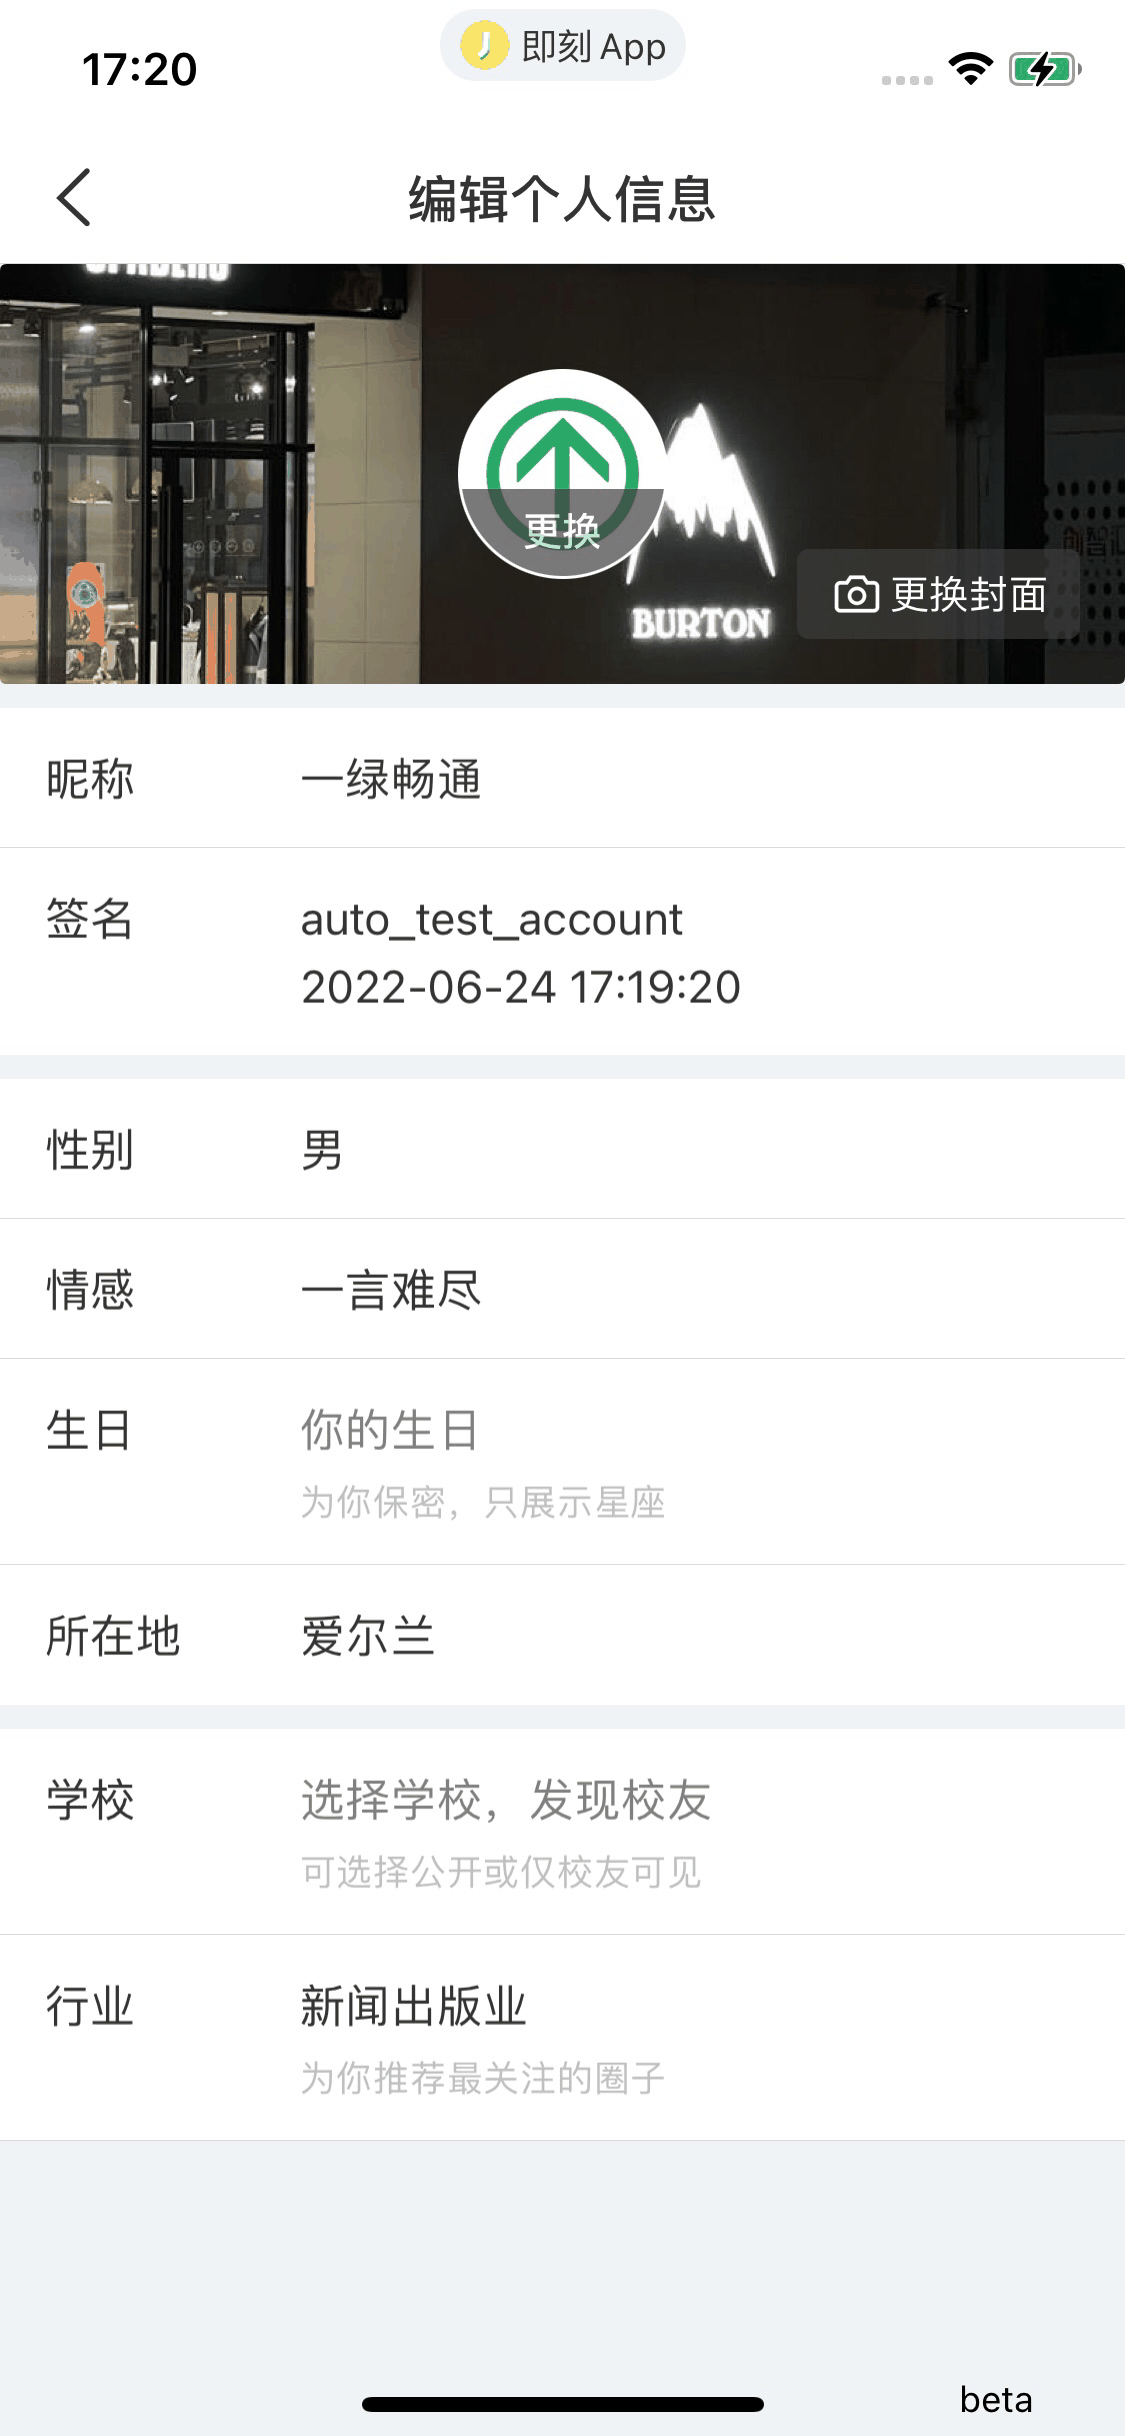 17:20
即刻 App
编辑个人信息
更换
BURTON
更换封面
昵称 一绿畅通
签名 auto_test_account
2022-06-24 17:19:20
性别 男
情感 一言难尽
生日 你的生日
为你保密，只展示星座
所在地 爱尔兰
学校 选择学校，发现校友
可选择公开或仅校友可见
行业 新闻出版业
为你推荐最关注的圈子
beta